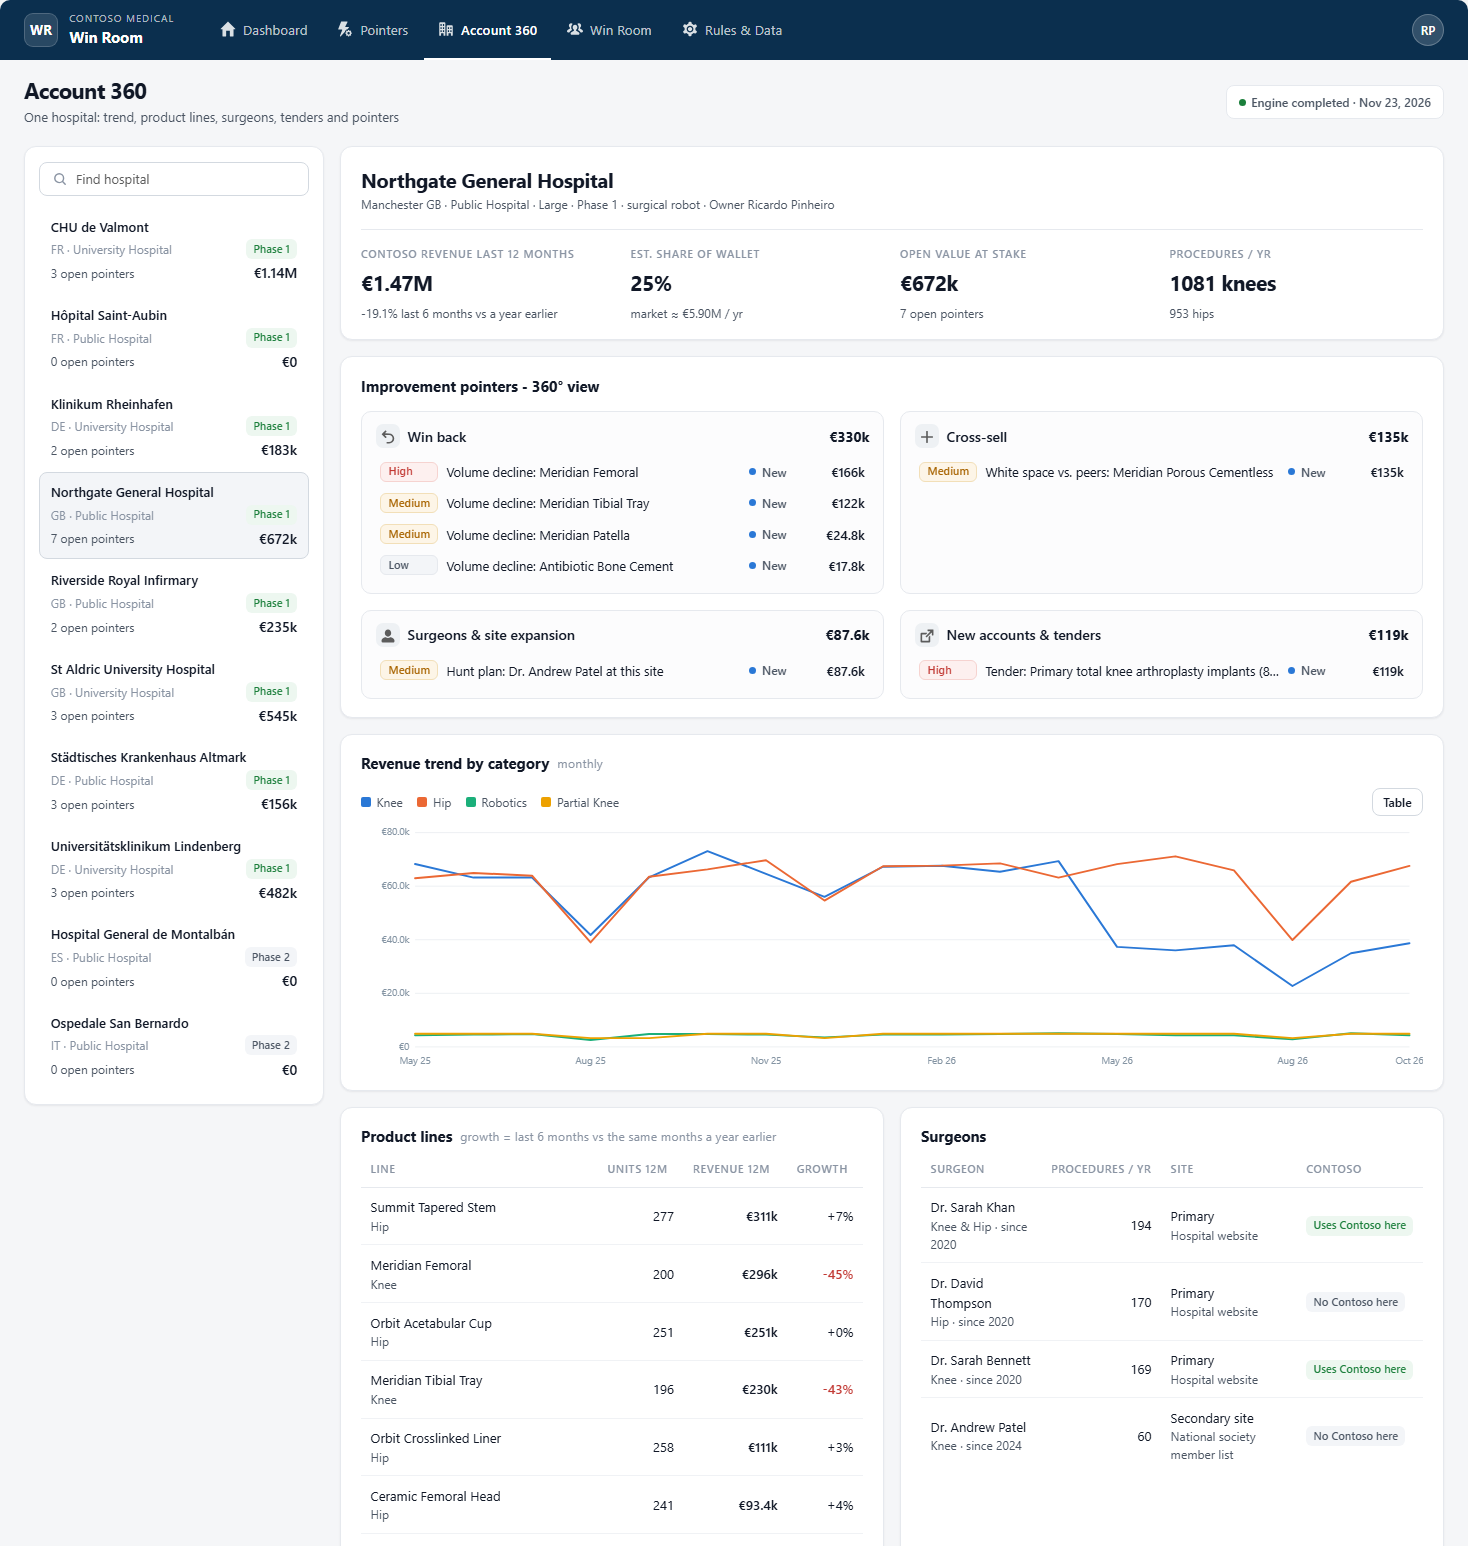 WR
CONTOSO MEDICAL
Win Room
Dashboard
Pointers
Account 360
Win Room
Rules & Data
RP
Account 360
One hospital: trend, product lines, surgeons, tenders and pointers
Engine completed · Nov 23, 2026
Find hospital
CHU de Valmont
FR · University Hospital
Phase 1
3 open pointers
€1.14M
Hôpital Saint-Aubin
FR · Public Hospital
Phase 1
0 open pointers
€0
Klinikum Rheinhafen
DE · University Hospital
Phase 1
2 open pointers
€183k
Northgate General Hospital
GB · Public Hospital
Phase 1
7 open pointers
€672k
Riverside Royal Infirmary
GB · Public Hospital
Phase 1
2 open pointers
€235k
St Aldric University Hospital
GB · University Hospital
Phase 1
3 open pointers
€545k
Städtisches Krankenhaus Altmark
DE · Public Hospital
Phase 1
3 open pointers
€156k
Universitätsklinikum Lindenberg
DE · University Hospital
Phase 1
3 open pointers
€482k
Hospital General de Montalbán
ES · Public Hospital
Phase 2
0 open pointers
€0
Ospedale San Bernardo
IT · Public Hospital
Phase 2
0 open pointers
€0
Northgate General Hospital
Manchester GB · Public Hospital · Large · Phase 1 · surgical robot · Owner Ricardo Pinheiro
CONTOSO REVENUE LAST 12 MONTHS
€1.47M
-19.1% last 6 months vs a year earlier
EST. SHARE OF WALLET
25%
market ≈ €5.90M / yr
OPEN VALUE AT STAKE
€672k
7 open pointers
PROCEDURES / YR
1081 knees
953 hips
Improvement pointers - 360° view
Win back €330k
High Volume decline: Meridian Femoral New €166k
Medium Volume decline: Meridian Tibial Tray New €122k
Medium Volume decline: Meridian Patella New €24.8k
Low Volume decline: Antibiotic Bone Cement New €17.8k
Cross-sell €135k
Medium White space vs. peers: Meridian Porous Cementless New €135k
Surgeons & site expansion €87.6k
Medium Hunt plan: Dr. Andrew Patel at this site New €87.6k
New accounts & tenders €119k
High Tender: Primary total knee arthroplasty implants (8... New €119k
Revenue trend by category monthly
Knee Hip Robotics Partial Knee
Table
€80.0k
€60.0k
€40.0k
€20.0k
€0
May 25 Aug 25 Nov 25 Feb 26 May 26 Aug 26 Oct 26
Product lines growth = last 6 months vs the same months a year earlier
LINE UNITS 12M REVENUE 12M GROWTH
Summit Tapered Stem
Hip
277 €311k +7%
Meridian Femoral
Knee
200 €296k -45%
Orbit Acetabular Cup
Hip
251 €251k +0%
Meridian Tibial Tray
Knee
196 €230k -43%
Orbit Crosslinked Liner
Hip
258 €111k +3%
Ceramic Femoral Head
Hip
241 €93.4k +4%
Surgeons
SURGEON PROCEDURES / YR SITE CONTOSO
Dr. Sarah Khan
Knee & Hip · since
2020
194
Primary
Hospital website
Uses Contoso here
Dr. David
Thompson
Hip · since 2020
170
Primary
Hospital website
No Contoso here
Dr. Sarah Bennett
Knee · since 2020
169
Primary
Hospital website
Uses Contoso here
Dr. Andrew Patel
Knee · since 2024
60
Secondary site
National society
member list
No Contoso here